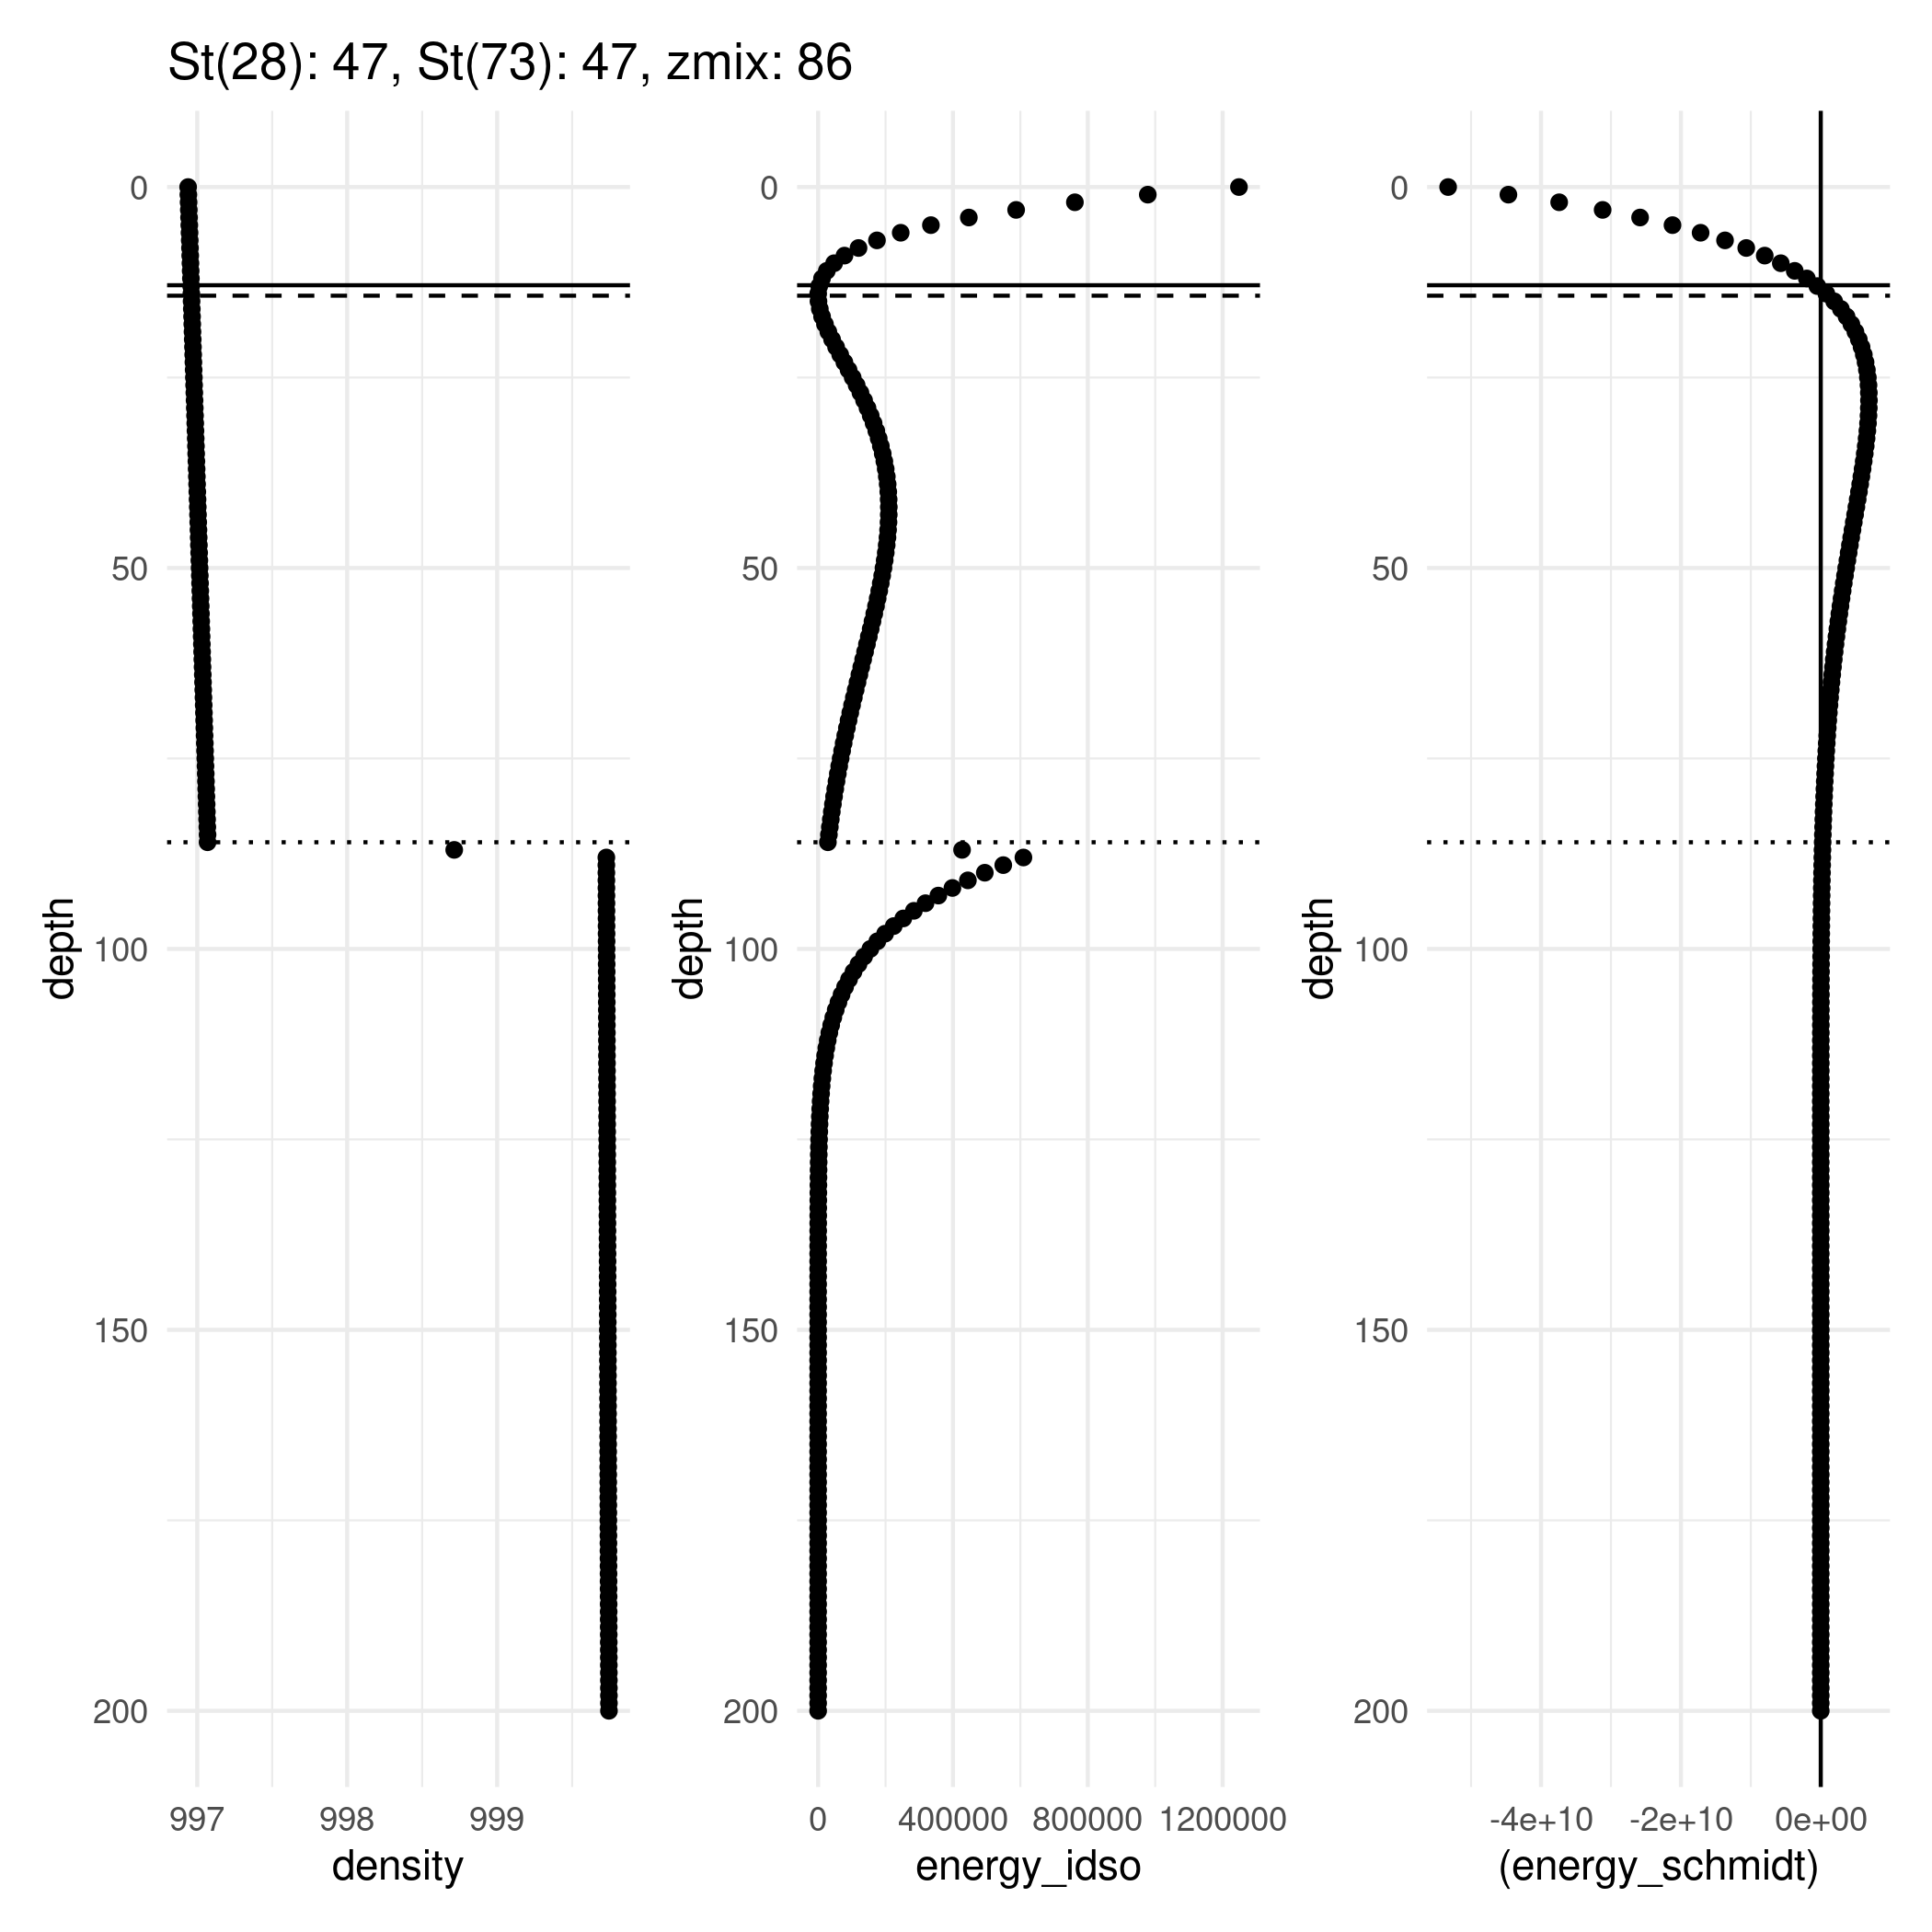 St(28): 47, St(73): 47, zmix: 86
0
50
100
150
200
depth
997 998 999
density
0
50
100
150
200
depth
0 400000 800000 1200000
energy_idso
0
50
100
150
200
depth
-4e+10 -2e+10 0e+00
(energy_schmidt)